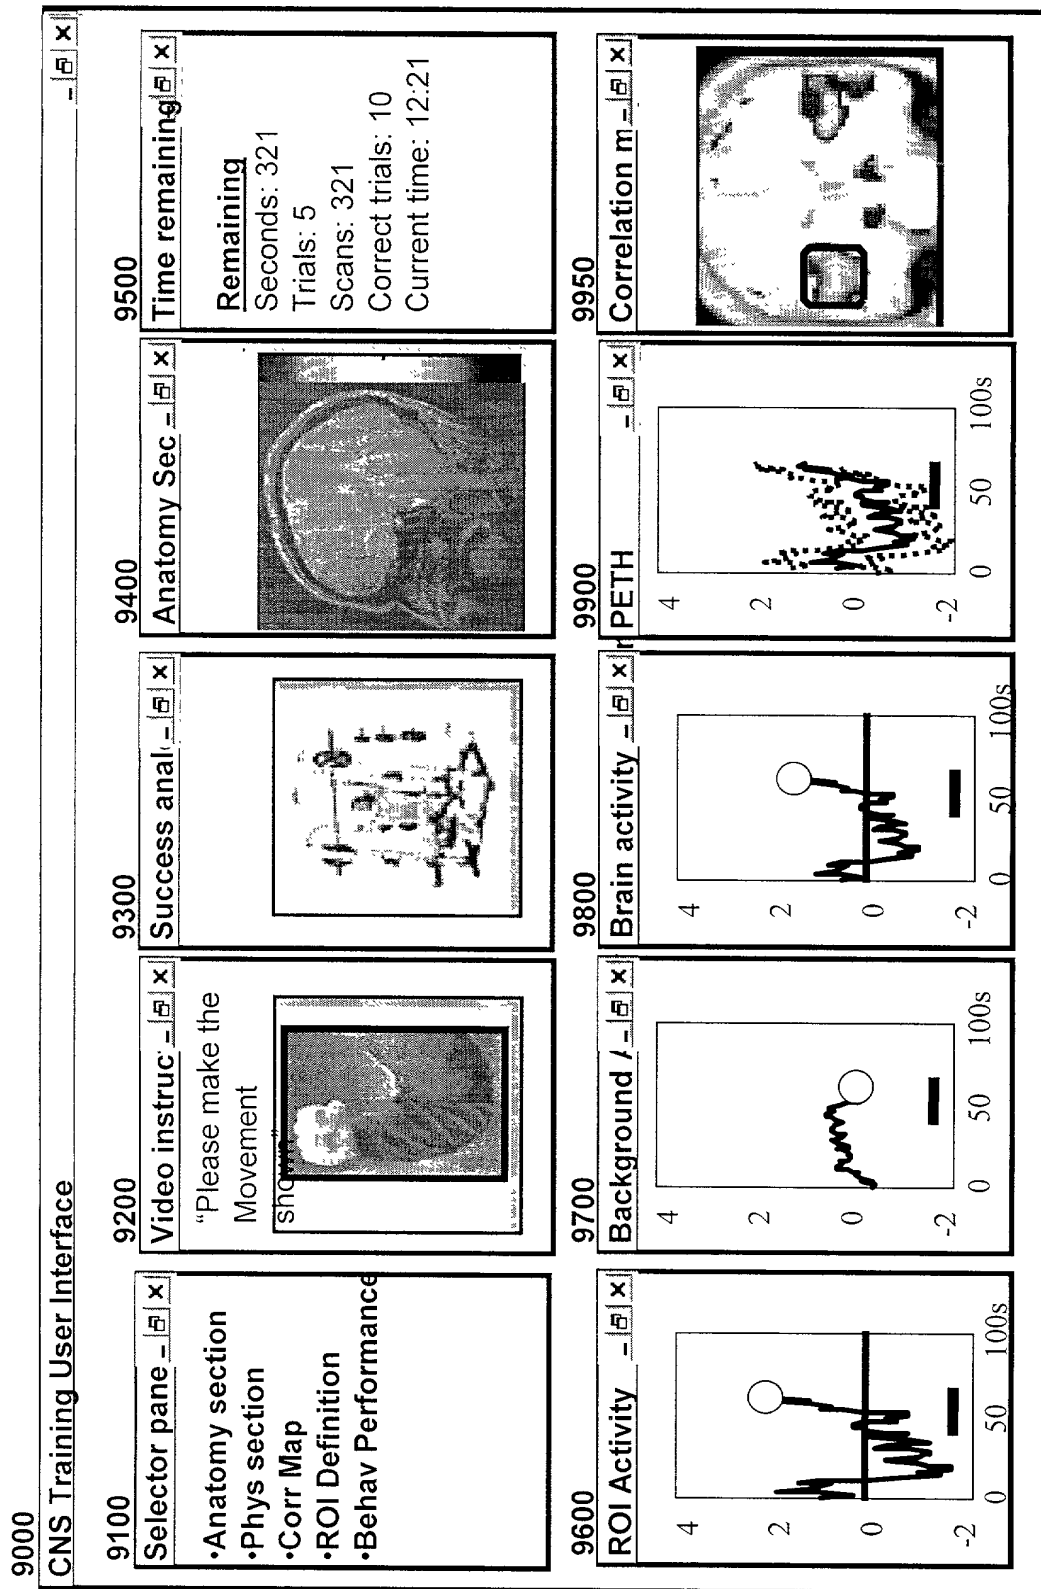 9000
CNS Training User Interface
9100
Selector pane
•Anatomy section
•Phys section
•Corr Map
•ROI Definition
•Behav Performance
9200
Video instruc
“Please make the
Movement
shown”
9300
Success anal
9400
Anatomy Sec
9500
Time remaining
Remaining
Seconds: 321
Trials: 5
Scans: 321
Correct trials: 10
Current time: 12:21
9600
ROI Activity
4
2
0
-2
0
50
100s
9700
Background A
4
2
0
-2
0
50
100s
9800
Brain activity
4
2
0
-2
0
50
100s
9900
r PETH
4
2
0
-2
0
50
100s
9950
Correlation m